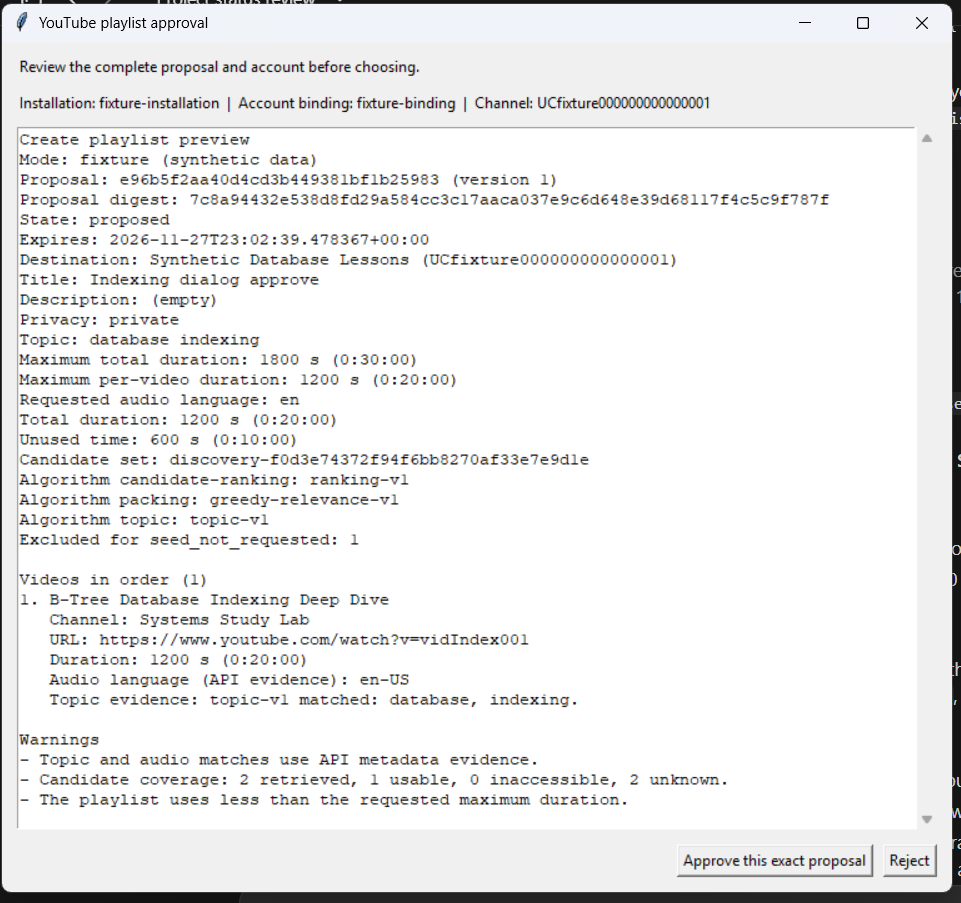 Project status review
YouTube playlist approval
Review the complete proposal and account before choosing.
Installation: fixture-installation | Account binding: fixture-binding | Channel: UCfixture000000000000001
Create playlist preview
Mode: fixture (synthetic data)
Proposal: e96b5f2aa40d4cd3b449381bf1b25983 (version 1)
Proposal digest: 7c8a94432e538d8fd29a584cc3c17aaca037e9c6d648e39d68117f4c5c9f787f
State: proposed
Expires: 2026-11-27T23:02:39.478367+00:00
Destination: Synthetic Database Lessons (UCfixture000000000000001)
Title: Indexing dialog approve
Description: (empty)
Privacy: private
Topic: database indexing
Maximum total duration: 1800 s (0:30:00)
Maximum per-video duration: 1200 s (0:20:00)
Requested audio language: en
Total duration: 1200 s (0:20:00)
Unused time: 600 s (0:10:00)
Candidate set: discovery-f0d3e74372f94f6bb8270af33e7e9d1e
Algorithm candidate-ranking: ranking-v1
Algorithm packing: greedy-relevance-v1
Algorithm topic: topic-v1
Excluded for seed_not_requested: 1
Videos in order (1)
1. B-Tree Database Indexing Deep Dive
Channel: Systems Study Lab
URL: https://www.youtube.com/watch?v=vidIndex001
Duration: 1200 s (0:20:00)
Audio language (API evidence): en-US
Topic evidence: topic-v1 matched: database, indexing.
Warnings
- Topic and audio matches use API metadata evidence.
- Candidate coverage: 2 retrieved, 1 usable, 0 inaccessible, 2 unknown.
- The playlist uses less than the requested maximum duration.
Approve this exact proposal
Reject